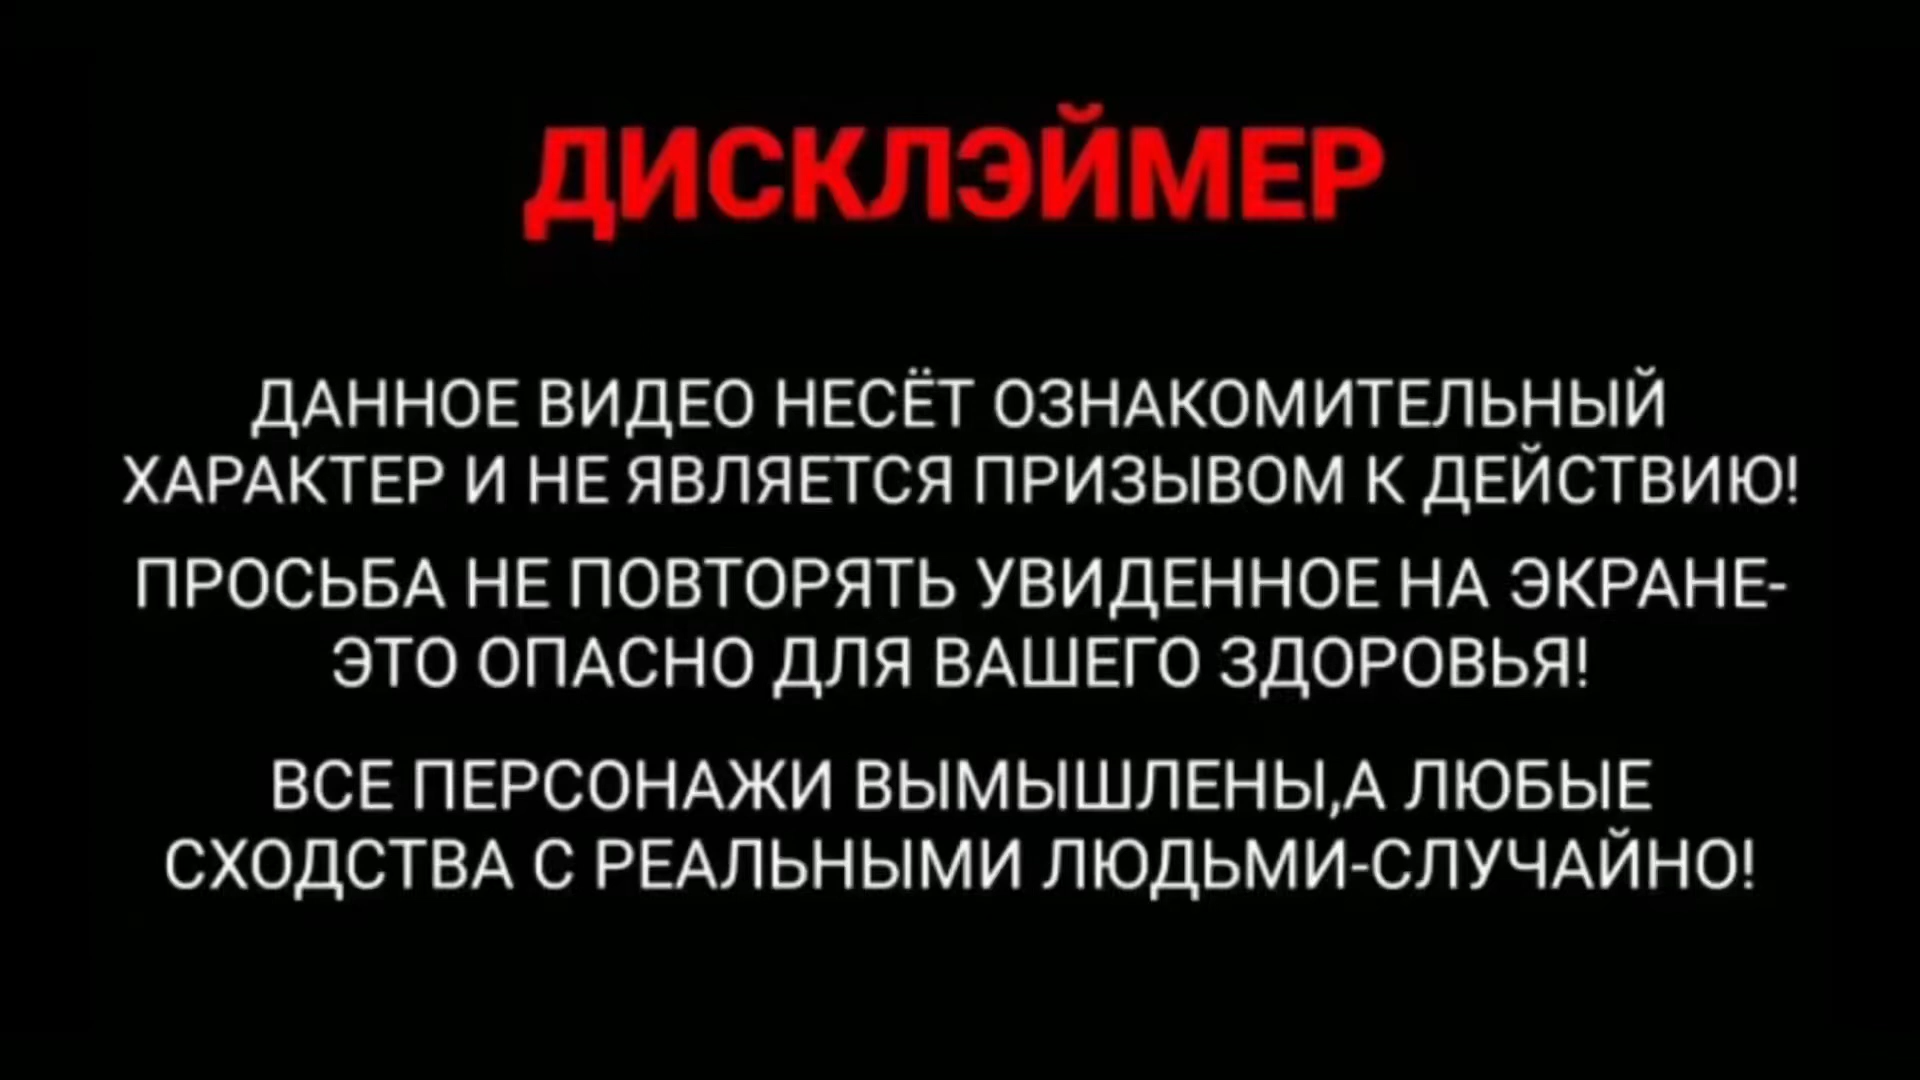 ДИСКЛЭЙМЕР
ДАННОЕ ВИДЕО НЕСЁТ ОЗНАКОМИТЕЛЬНЫЙ
ХАРАКТЕР И НЕ ЯВЛЯЕТСЯ ПРИЗЫВОМ К ДЕЙСТВИЮ!
ПРОСЬБА НЕ ПОВТОРЯТЬ УВИДЕННОЕ НА ЭКРАНЕ-
ЭТО ОПАСНО ДЛЯ ВАШЕГО ЗДОРОВЬЯ!
ВСЕ ПЕРСОНАЖИ ВЫМЫШЛЕНЫ,А ЛЮБЫЕ
СХОДСТВА С РЕАЛЬНЫМИ ЛЮДЬМИ-СЛУЧАЙНО!